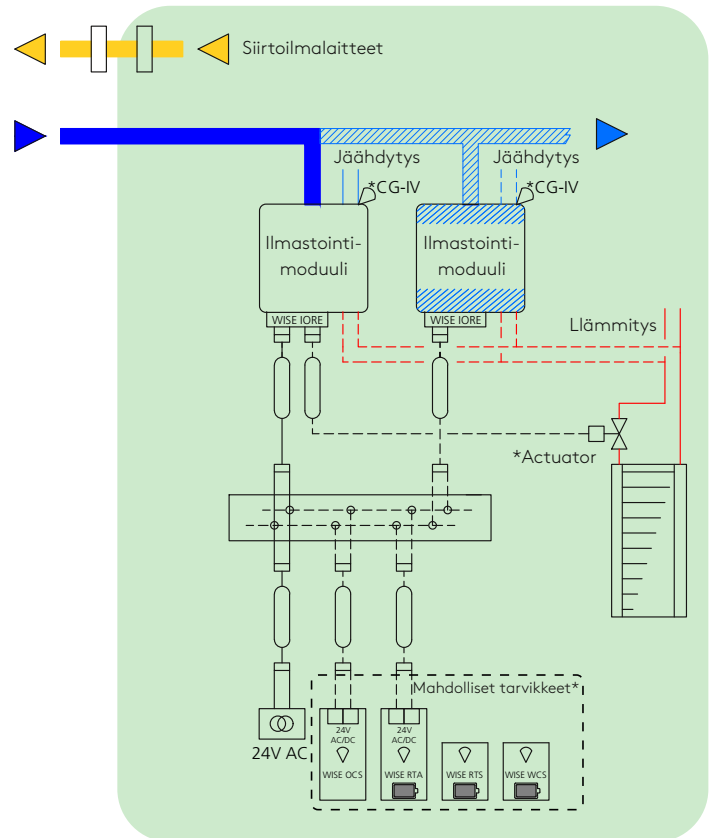 Siirtoilmalaitteet
Jäähdytys
Jäähdytys
*CG-IV
*CG-IV
Ilmastointi-
moduuli
Ilmastointi-
moduuli
WISE IORE
WISE IORE
Llämmitys
*Actuator
Mahdolliset tarvikkeet*
24V AC
24V
AC/DC
WISE OCS
24V
AC/DC
WISE RTA
WISE RTS
WISE WCS